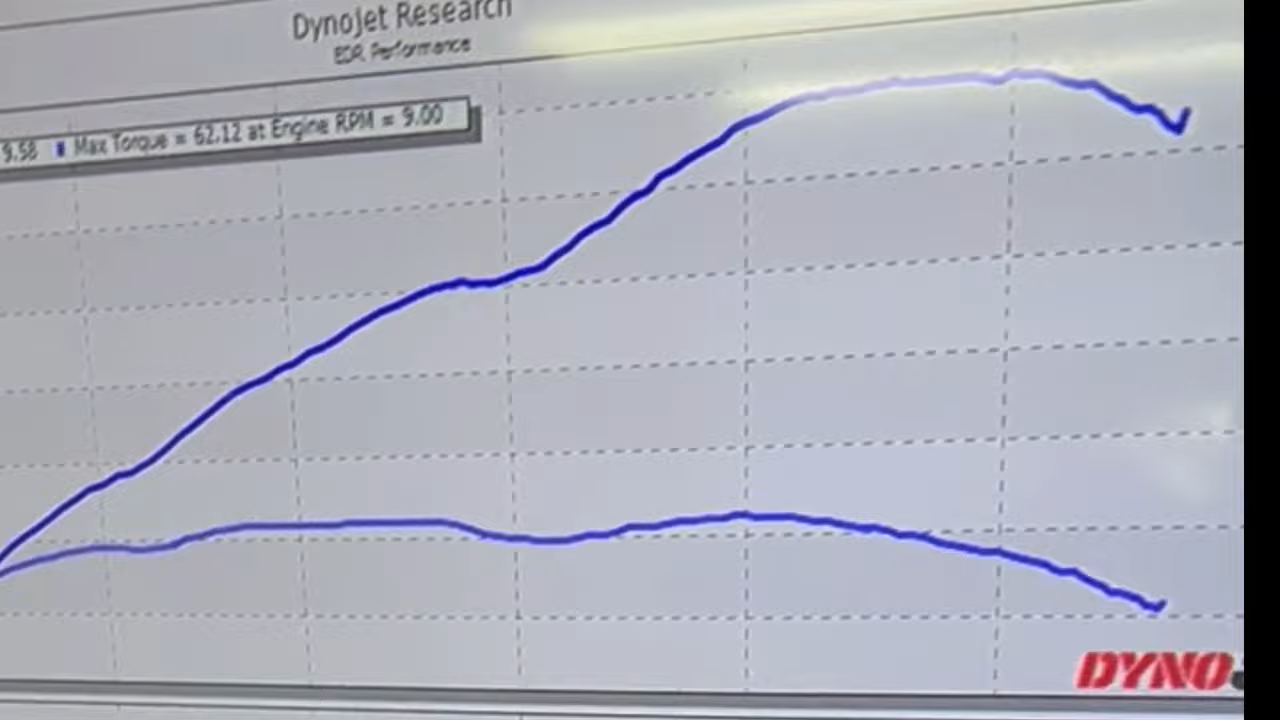 DynoJet Research
EDR Performance
9.58 Max Torque = 62.12 at Engine RPM = 9.00
DYNO